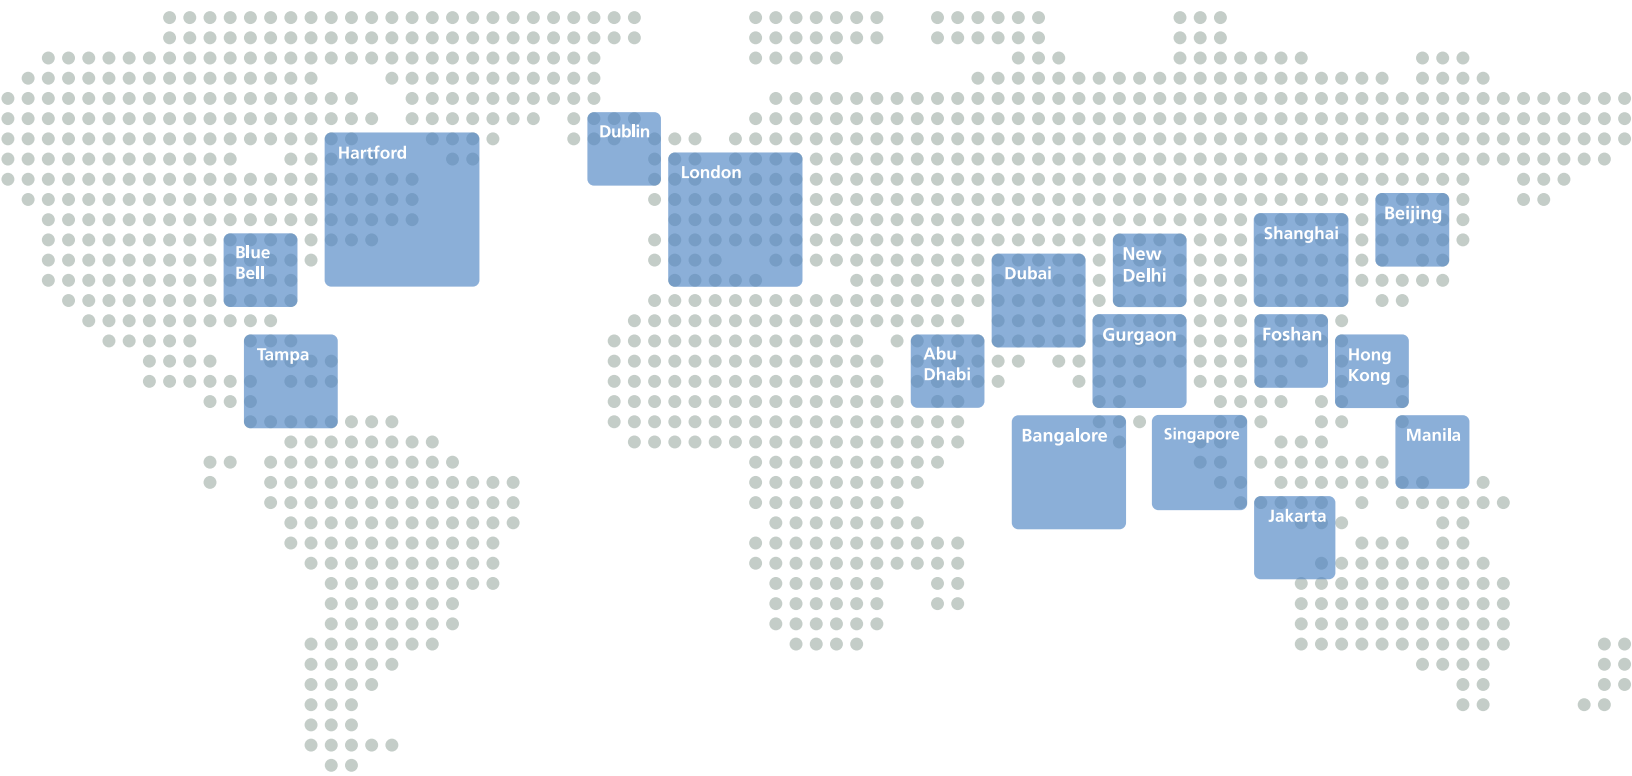 Dublin
Hartford
London
Beijing
Shanghai
Blue
Bell
New
Delhi
Dubai
Tampa
Abu
Dhabi
Gurgaon
Foshan
Hong
Kong
Bangalore
Singapore
Manila
Jakarta